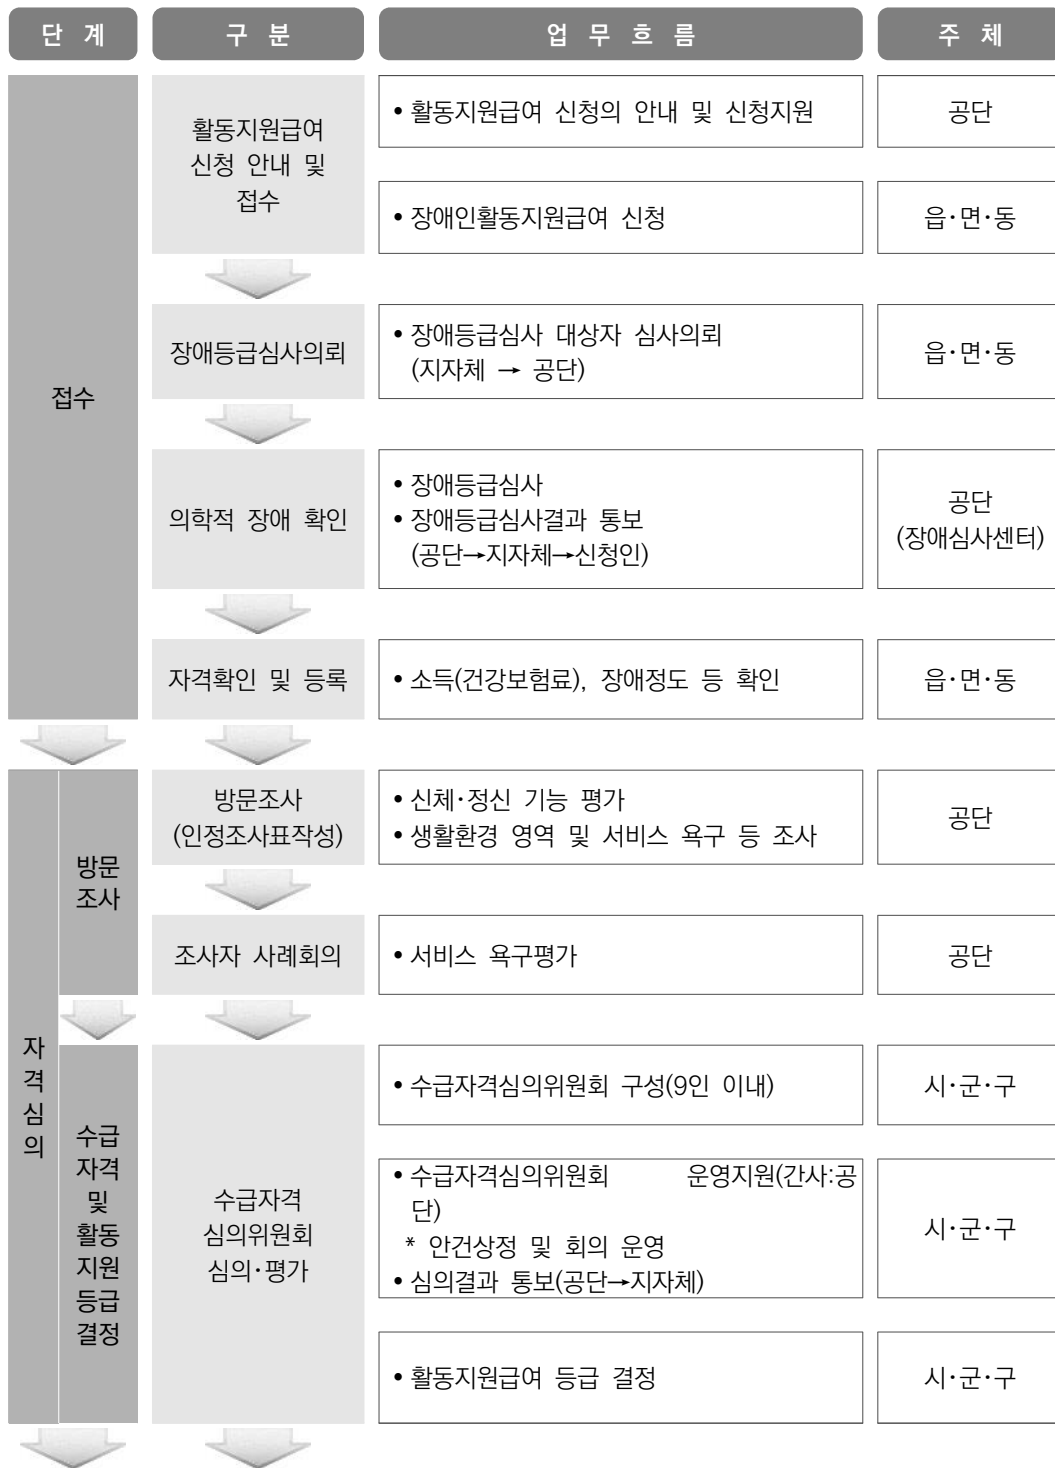 단 계
구 분
업 무 흐 름
주 체
접수
활동지원급여
신청 안내 및
접수
• 활동지원급여 신청의 안내 및 신청지원
공단
• 장애인활동지원급여 신청
읍·면·동
장애등급심사의뢰
• 장애등급심사 대상자 심사의뢰
(지자체 → 공단)
읍·면·동
의학적 장애 확인
• 장애등급심사
• 장애등급심사결과 통보
(공단→지자체→신청인)
공단
(장애심사센터)
자격확인 및 등록
• 소득(건강보험료), 장애정도 등 확인
읍·면·동
자
격
심
의
방문
조사
방문조사
(인정조사표작성)
• 신체·정신 기능 평가
• 생활환경 영역 및 서비스 욕구 등 조사
공단
조사자 사례회의
• 서비스 욕구평가
공단
수급
자격
및
활동
지원
등급
결정
수급자격
심의위원회
심의·평가
• 수급자격심의위원회 구성(9인 이내)
시·군·구
• 수급자격심의위원회 운영지원(간사:공
단)
* 안건상정 및 회의 운영
• 심의결과 통보(공단→지자체)
시·군·구
• 활동지원급여 등급 결정
시·군·구